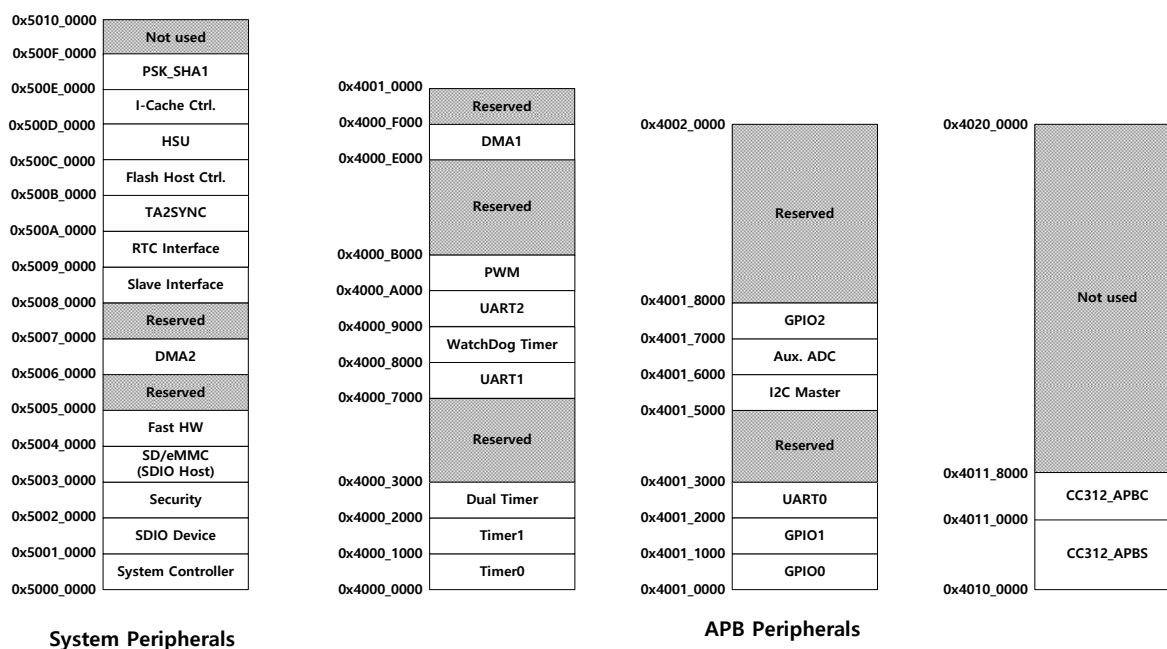 0x5010_0000
Not used
0x500F_0000
PSK_SHA1
0x500E_0000
I-Cache Ctrl.
0x500D_0000
HSU
0x500C_0000
Flash Host Ctrl.
0x500B_0000
TA2SYNC
0x500A_0000
RTC Interface
0x5009_0000
Slave Interface
0x5008_0000
Reserved
0x5007_0000
DMA2
0x5006_0000
Reserved
0x5005_0000
Fast HW
0x5004_0000
SD/eMMC
(SDIO Host)
0x5003_0000
Security
0x5002_0000
SDIO Device
0x5001_0000
System Controller
0x5000_0000
System Peripherals
0x4001_0000
Reserved
0x4000_F000
DMA1
0x4000_E000
Reserved
0x4000_B000
PWM
0x4000_A000
UART2
0x4000_9000
WatchDog Timer
0x4000_8000
UART1
0x4000_7000
Reserved
0x4000_3000
Dual Timer
0x4000_2000
Timer1
0x4000_1000
Timer0
0x4000_0000
0x4002_0000
Reserved
0x4001_8000
GPIO2
0x4001_7000
Aux. ADC
0x4001_6000
I2C Master
0x4001_5000
Reserved
0x4001_3000
UART0
0x4001_2000
GPIO1
0x4001_1000
GPIO0
0x4001_0000
APB Peripherals
0x4020_0000
Not used
0x4011_8000
CC312_APBC
0x4011_0000
CC312_APBS
0x4010_0000